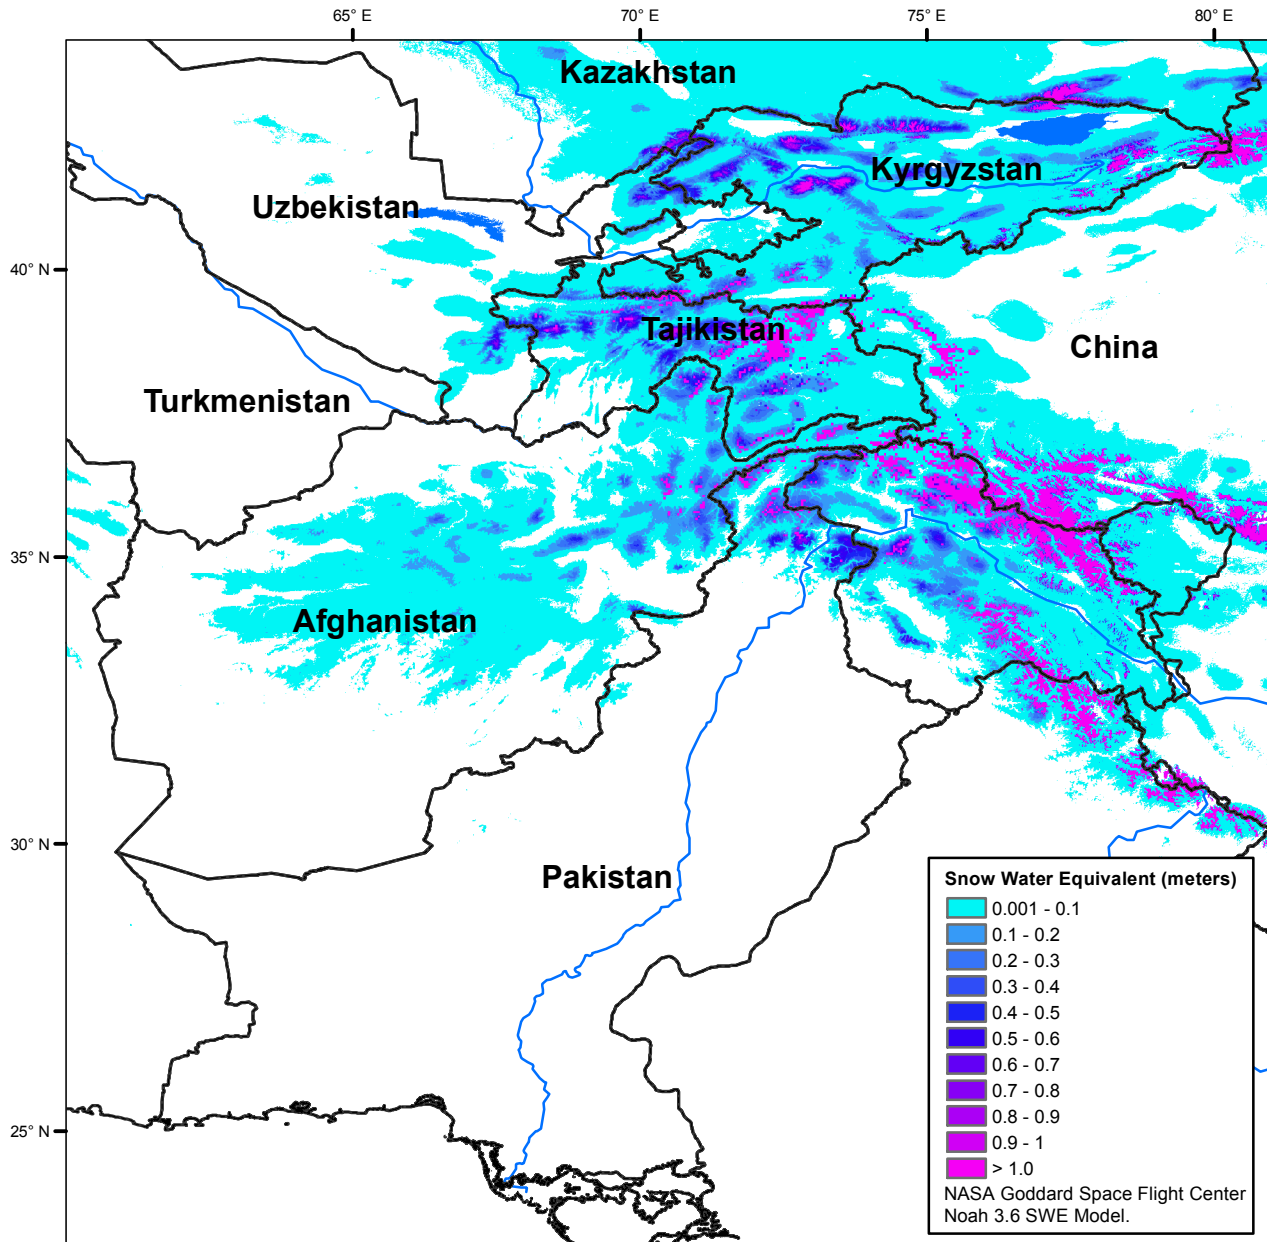 65° E
70° E
75° E
80° E
Kazakhstan
Kyrgyzstan
Uzbekistan
40° N
Tajikistan
China
Turkmenistan
35° N
Afghanistan
30° N
Pakistan
25° N
Snow Water Equivalent (meters)
0.001 - 0.1
0.1 - 0.2
0.2 - 0.3
0.3 - 0.4
0.4 - 0.5
0.5 - 0.6
0.6 - 0.7
0.7 - 0.8
0.8 - 0.9
0.9 - 1
> 1.0
NASA Goddard Space Flight Center
Noah 3.6 SWE Model.